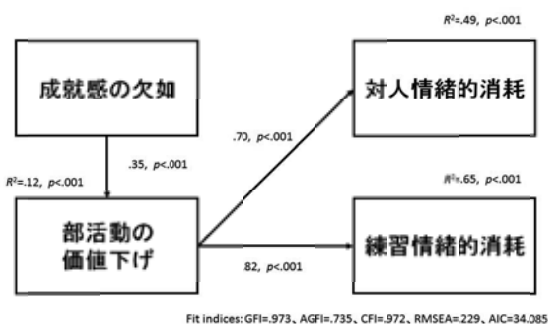 R²=.49, p<.001
成就感の欠如
対人情緒的消耗
.70, p<.001
.35, p<.001
R²=.12, p<.001
R²=.65, p<.001
部活動の
価値下げ
練習情緒的消耗
82, p<.001
Fit indices:GFI=.973、AGFI=.735、CFI=.972、RMSEA=229、AIC=34.085